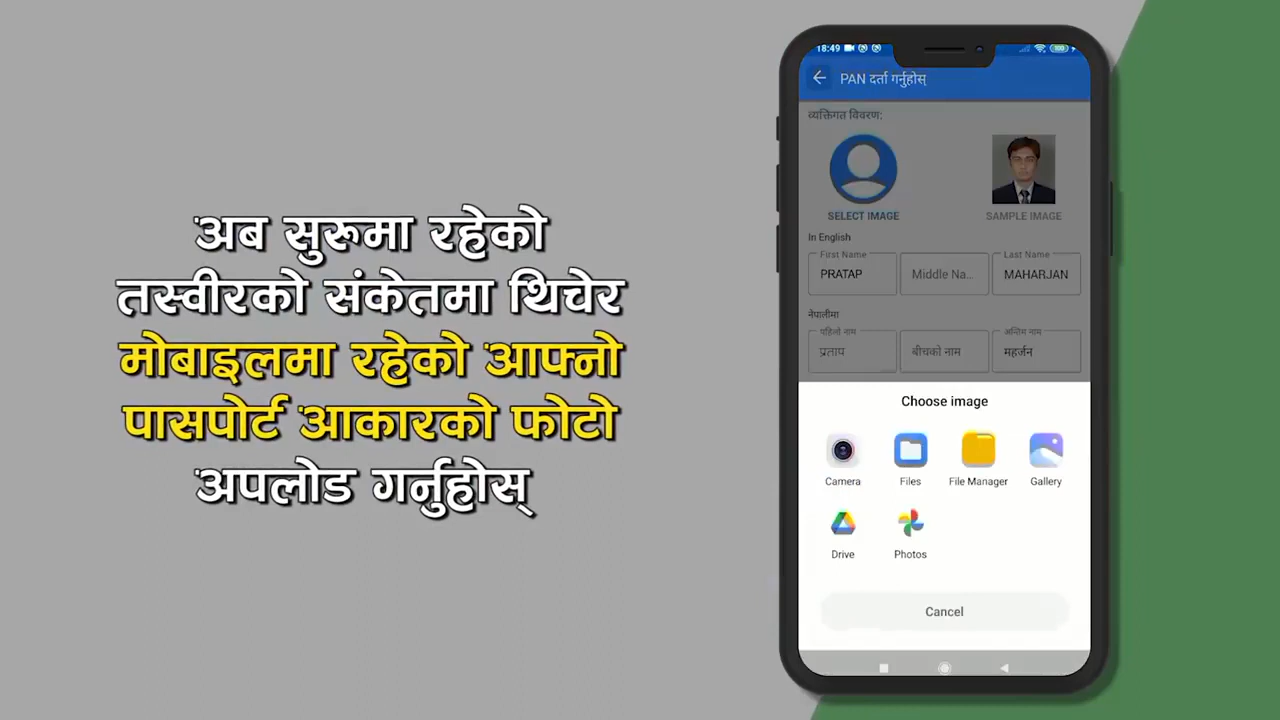 अब सुरूमा रहेको
तस्वीरको संकेतमा थिचेर
मोबाइलमा रहेको आफ्नो
पासपोर्ट आकारको फोटो
अपलोड गर्नुहोस्
18:49
PAN दर्ता गर्नुहोस्
व्यक्तिगत विवरण:
SELECT IMAGE
SAMPLE IMAGE
In English
First Name
Last Name
PRATAP
Middle Na...
MAHARJAN
नेपालीमा
पहिलो नाम
अन्तिम नाम
प्रताप
बीचको नाम
महर्जन
Choose image
Camera
Files
File Manager
Gallery
Drive
Photos
Cancel